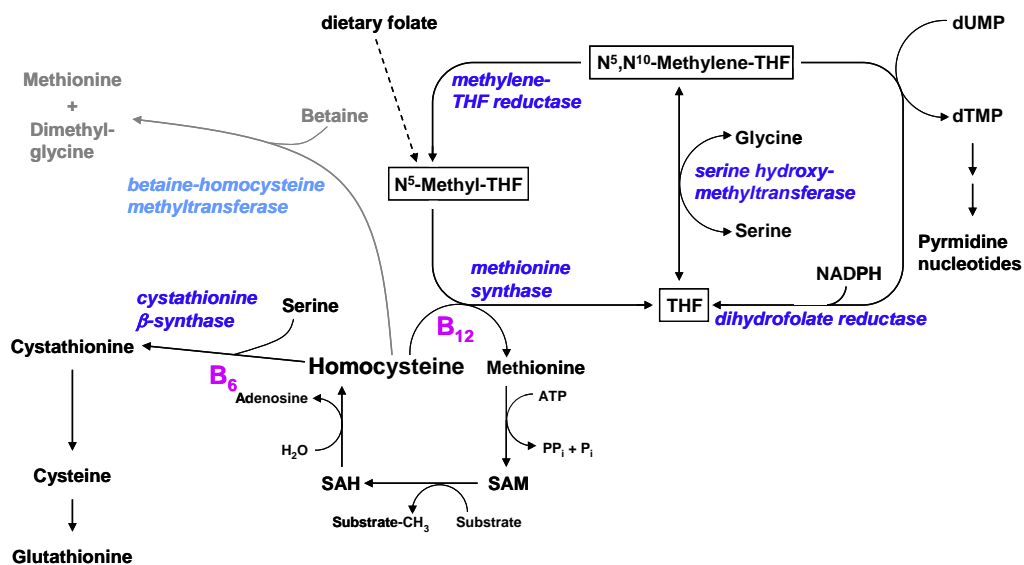 dietary folate
dUMP
N⁵,N¹⁰-Methylene-THF
methylene-
THF reductase
Methionine
+
Dimethyl-
glycine
Betaine
dTMP
Glycine
serine hydroxy-
methyltransferase
N⁵-Methyl-THF
betaine-homocysteine
methyltransferase
Serine
Pyrmidine
nucleotides
methionine
synthase
NADPH
cystathionine
β-synthase
Serine
THF
dihydrofolate reductase
B₁₂
Cystathionine
Homocysteine
Methionine
B₆
Adenosine
ATP
H₂O
PPᵢ + Pᵢ
Cysteine
SAH
SAM
Substrate-CH₃
Substrate
Glutathionine